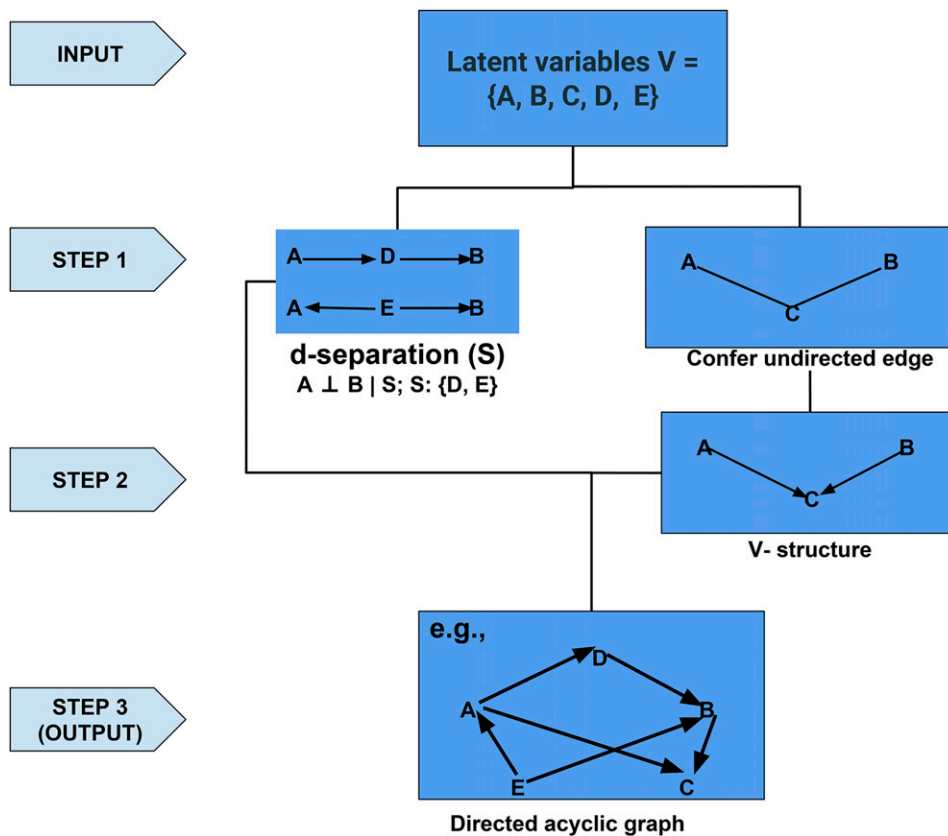 INPUT
Latent variables V =
{A, B, C, D, E}
STEP 1
A D B
A E B
d-separation (S)
A ⊥ B | S; S: {D, E}
A B
C
Confer undirected edge
STEP 2
A B
C
V- structure
STEP 3
(OUTPUT)
e.g.,
D
A B
E C
Directed acyclic graph